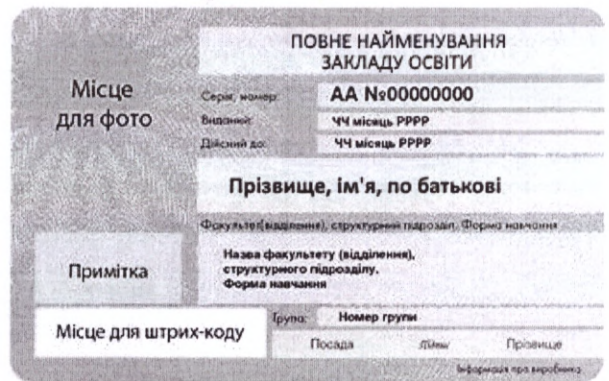 ПОВНЕ НАЙМЕНУВАННЯ
ЗАКЛАДУ ОСВІТИ
Місце
для фото
Серія, номер:
АА №00000000
Виданий:
ЧЧ місяць РРРР
Дійсний до:
ЧЧ місяць РРРР
Прізвище, ім'я, по батькові
Факультет(відділення), структурний підрозділ. Форма навчання
Назва факультету (відділення),
структурного підрозділу.
Форма навчання
Примітка
Група:
Номер групи
Місце для штрих-коду
Посада
Прізвище
Інформація про виробника